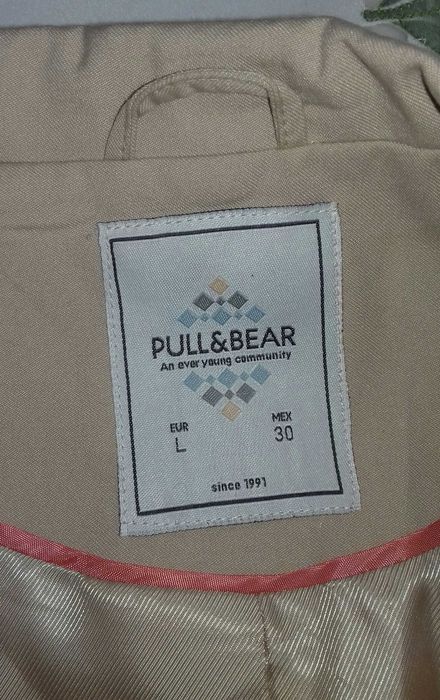 PULL&BEAR
An ever young community
EUR MEX
L 30
since 1991